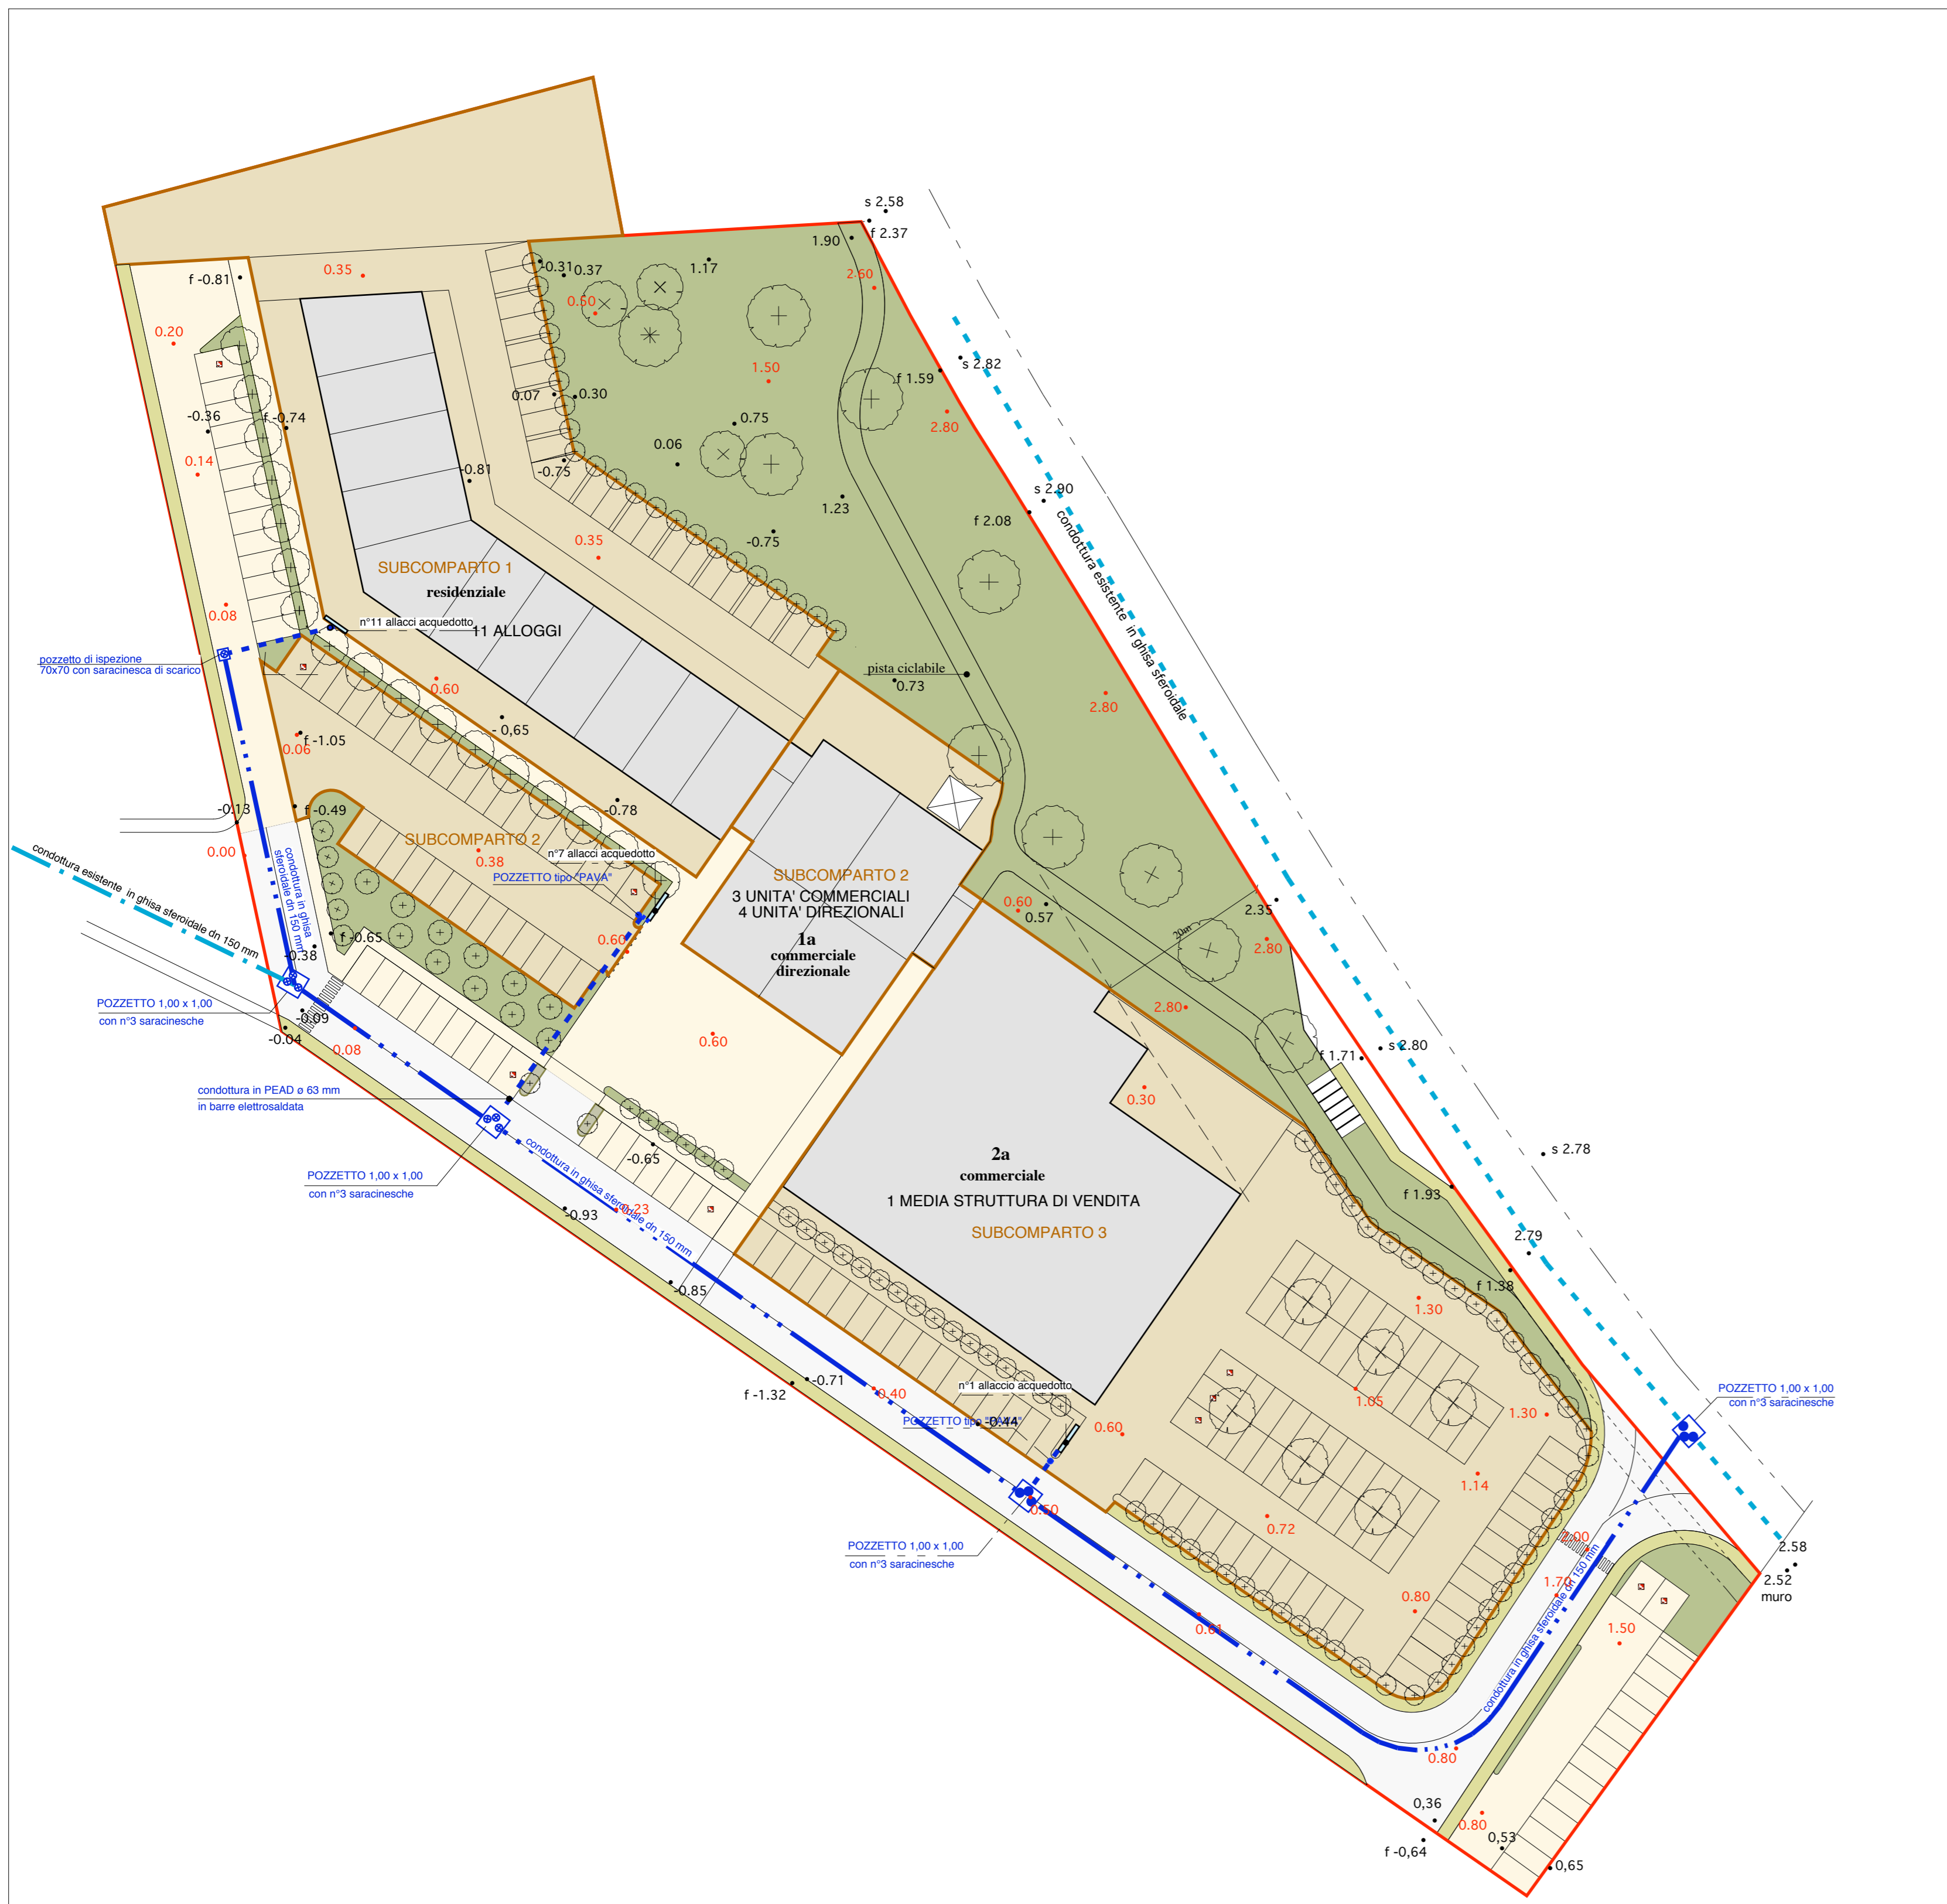 s 2.58
f 2.37
1.90
2.60
1.17
-0.31
0.37
0.50
0.35
f -0.81
0.20
1.50
s 2.82
f 1.59
2.80
0.07
0.30
-0.36
f -0.74
0.75
0.06
0.14
-0.81
-0.75
s 2.90
f 2.08
1.23
-0.75
0.35
condottura esistente in ghisa sferoidale
SUBCOMPARTO 1
residenziale
11 ALLOGGI
0.08
n°11 allacci acquedotto
pozzetto di ispezione
70x70 con saracinesca di scarico
pista ciclabile
0.73
0.60
2.80
- 0,65
f -1.05
0.06
-0.13
f -0.49
-0.78
SUBCOMPARTO 2
0.38
0.00
n°7 allacci acquedotto
POZZETTO tipo "PAVA"
condottura esistente in ghisa sferoidale dn 150 mm
condottura in ghisa
sferoidale dn 150 mm
SUBCOMPARTO 2
3 UNITA' COMMERCIALI
4 UNITA' DIREZIONALI
1a
commerciale
direzionale
0.60
0.57
2.35
20m
2.80
f -0.65
-0.38
0.60
POZZETTO 1,00 x 1,00
con n°3 saracinesche
-0.09
-0.04
0.08
2.80
0.60
s 2.80
f 1.71
condottura in PEAD ø 63 mm
in barre elettrosaldata
0.30
POZZETTO 1,00 x 1,00
con n°3 saracinesche
condottura in ghisa sferoidale dn 150 mm
-0.65
s 2.78
2a
commerciale
1 MEDIA STRUTTURA DI VENDITA
SUBCOMPARTO 3
f 1.93
-0.93
0.23
2.79
f 1.38
-0.85
1.30
-0.71
f -1.32
0.40
n°1 allaccio acquedotto
POZZETTO tipo "PAVA"
-0.44
0.60
1.05
1.30
POZZETTO 1,00 x 1,00
con n°3 saracinesche
1.14
0.50
0.72
POZZETTO 1,00 x 1,00
con n°3 saracinesche
2.00
2.58
2.52
muro
1.70
0.80
0.61
1.50
condottura in ghisa sferoidale dn 150 mm
0.80
0,36
0.80
f -0,64
0,53
0,65